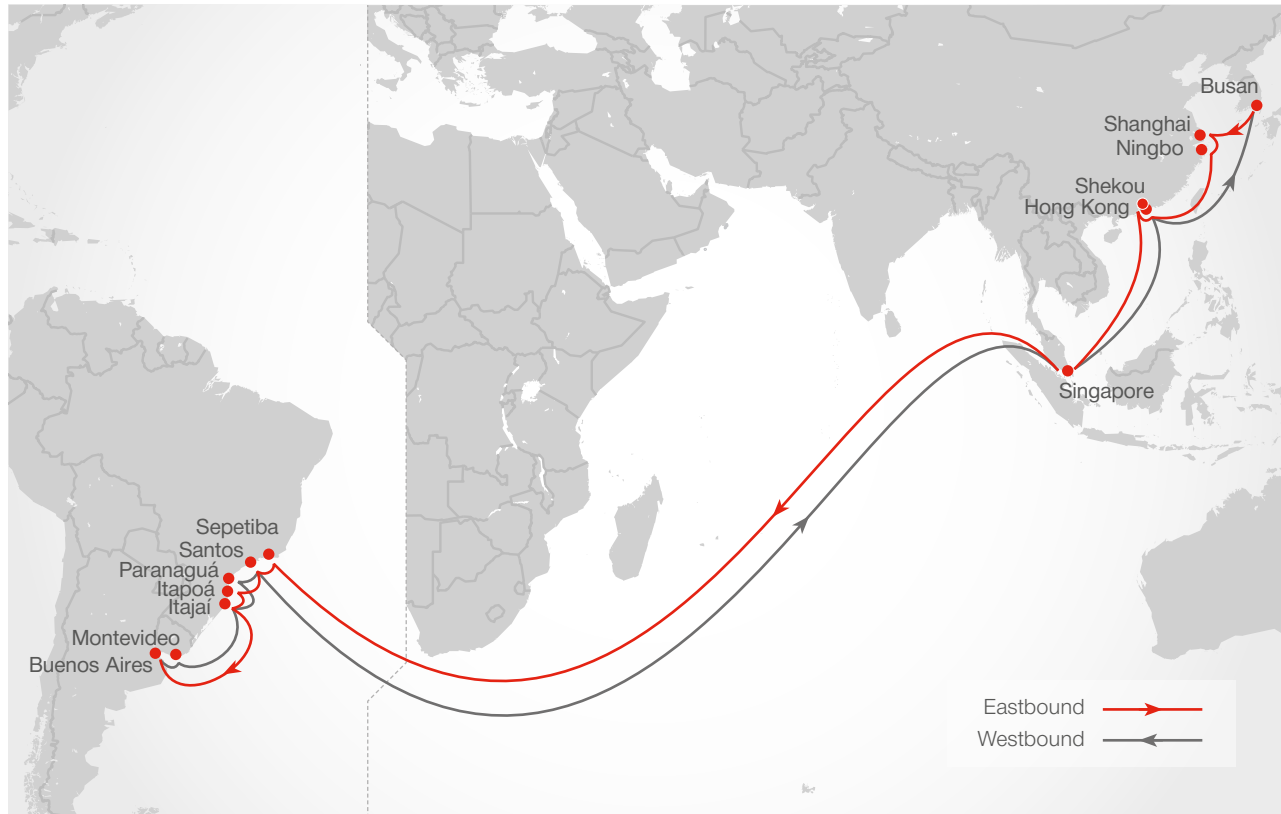 Busan
Shanghai
Ningbo
Shekou
Hong Kong
Singapore
Sepetiba
Santos
Paranaguá
Itapoá
Itajaí
Montevideo
Buenos Aires
Eastbound
Westbound